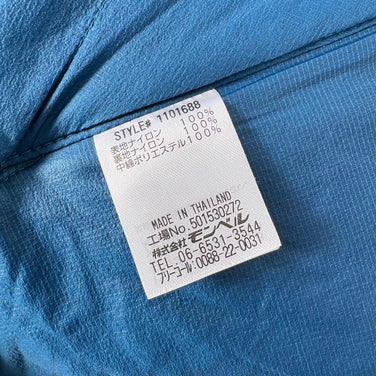 STYLE# 1101688
表地ナイロン 100%
裏地ナイロン 100%
中綿ポリエステル100%
MADE IN THAILAND
工場No. 501530272
株式会社モンベル
TEL. 06-6531-3544
フリーコール:0088-22-0031